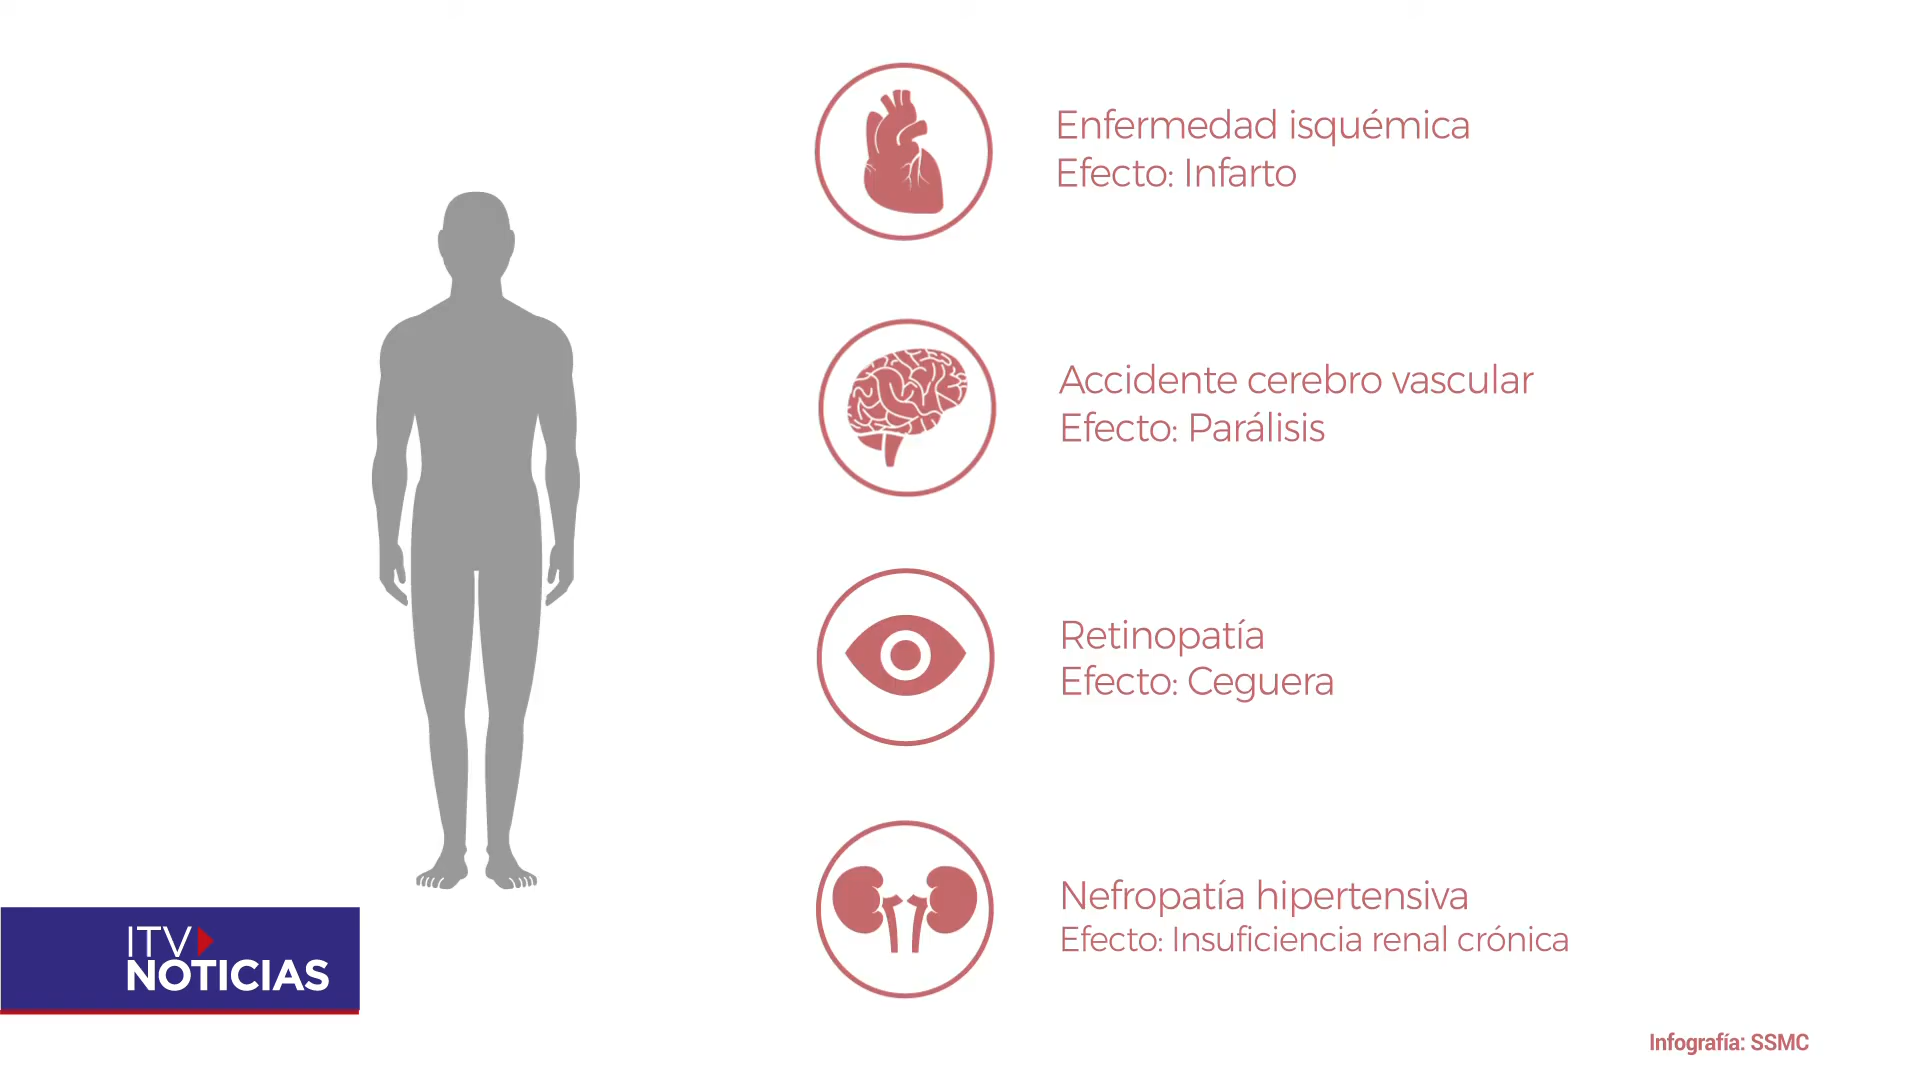 Enfermedad isquémica
Efecto: Infarto
Accidente cerebro vascular
Efecto: Parálisis
Retinopatía
Efecto: Ceguera
Nefropatía hipertensiva
Efecto: Insuficiencia renal crónica
ITV
NOTICIAS
Infografía: SSMC